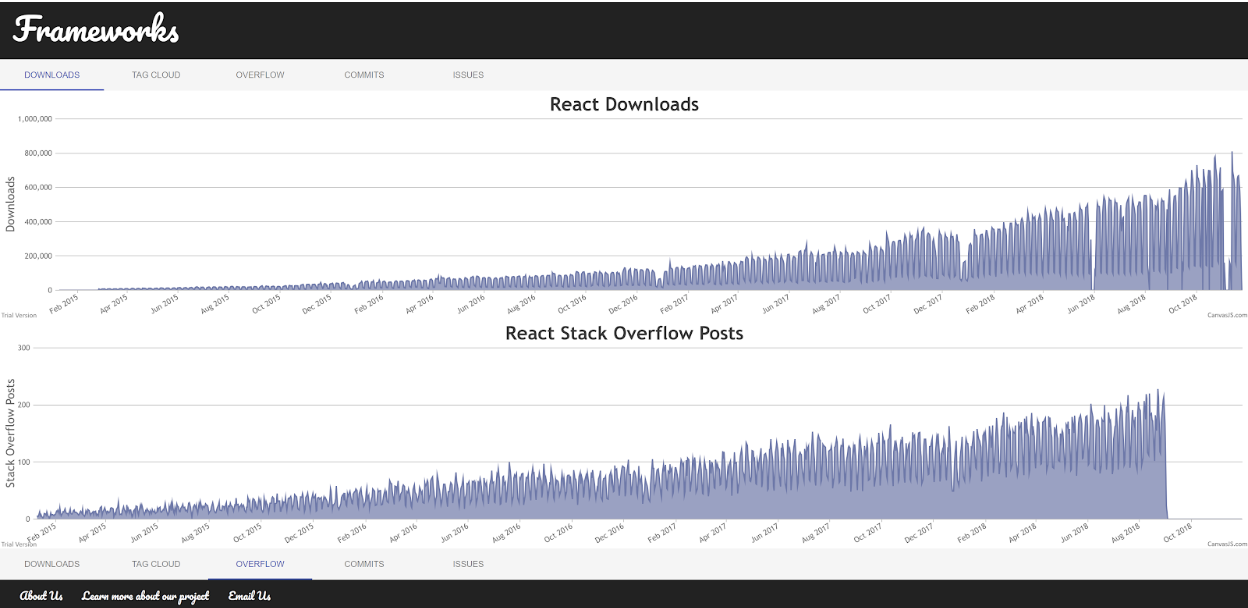 Frameworks
DOWNLOADS TAG CLOUD OVERFLOW COMMITS ISSUES
React Downloads
1,000,000
800,000
600,000
400,000
200,000
0
Downloads
Feb 2015 Apr 2015 Jun 2015 Aug 2015 Oct 2015 Dec 2015 Feb 2016 Apr 2016 Jun 2016 Aug 2016 Oct 2016 Dec 2016 Feb 2017 Apr 2017 Jun 2017 Aug 2017 Oct 2017 Dec 2017 Feb 2018 Apr 2018 Jun 2018 Aug 2018 Oct 2018
Trial Version CanvasJS.com
React Stack Overflow Posts
300
200
100
0
Stack Overflow Posts
Feb 2015 Apr 2015 Jun 2015 Aug 2015 Oct 2015 Dec 2015 Feb 2016 Apr 2016 Jun 2016 Aug 2016 Oct 2016 Dec 2016 Feb 2017 Apr 2017 Jun 2017 Aug 2017 Oct 2017 Dec 2017 Feb 2018 Apr 2018 Jun 2018 Aug 2018 Oct 2018
Trial Version CanvasJS.com
DOWNLOADS TAG CLOUD OVERFLOW COMMITS ISSUES
About Us Learn more about our project Email Us